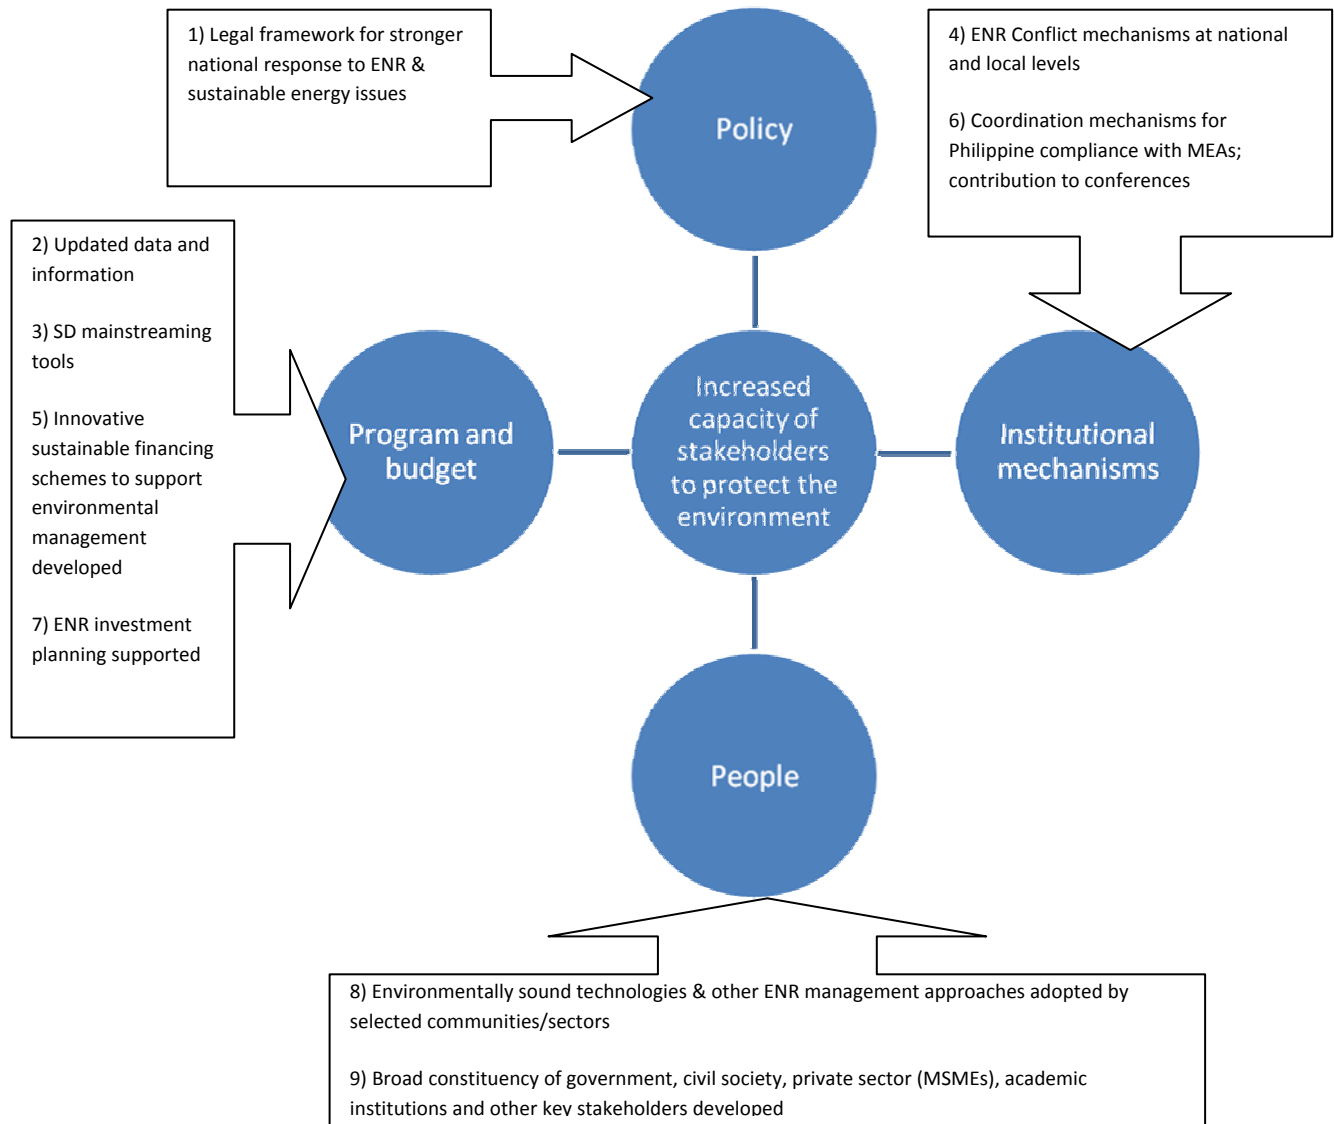 1) Legal framework for stronger
national response to ENR &
sustainable energy issues
Policy
4) ENR Conflict mechanisms at national
and local levels
6) Coordination mechanisms for
Philippine compliance with MEAs;
contribution to conferences
2) Updated data and
information
3) SD mainstreaming
tools
5) Innovative
sustainable financing
schemes to support
environmental
management
developed
7) ENR investment
planning supported
Program and
budget
Increased
capacity of
stakeholders
to protect the
environment
Institutional
mechanisms
People
8) Environmentally sound technologies & other ENR management approaches adopted by
selected communities/sectors
9) Broad constituency of government, civil society, private sector (MSMEs), academic
institutions and other key stakeholders developed